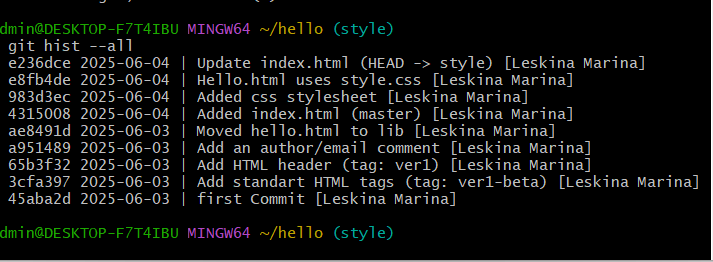 dmin@DESKTOP-F7T4IBU MINGW64 ~/hello (style)
git hist --all
e236dce 2025-06-04 | Update index.html (HEAD -> style) [Leskina Marina]
e8fb4de 2025-06-04 | Hello.html uses style.css [Leskina Marina]
983d3ec 2025-06-04 | Added css stylesheet [Leskina Marina]
4315008 2025-06-04 | Added index.html (master) [Leskina Marina]
ae8491d 2025-06-03 | Moved hello.html to lib [Leskina Marina]
a951489 2025-06-03 | Add an author/email comment [Leskina Marina]
65b3f32 2025-06-03 | Add HTML header (tag: ver1) [Leskina Marina]
3cfa397 2025-06-03 | Add standart HTML tags (tag: ver1-beta) [Leskina Marina]
45aba2d 2025-06-03 | first Commit [Leskina Marina]
dmin@DESKTOP-F7T4IBU MINGW64 ~/hello (style)